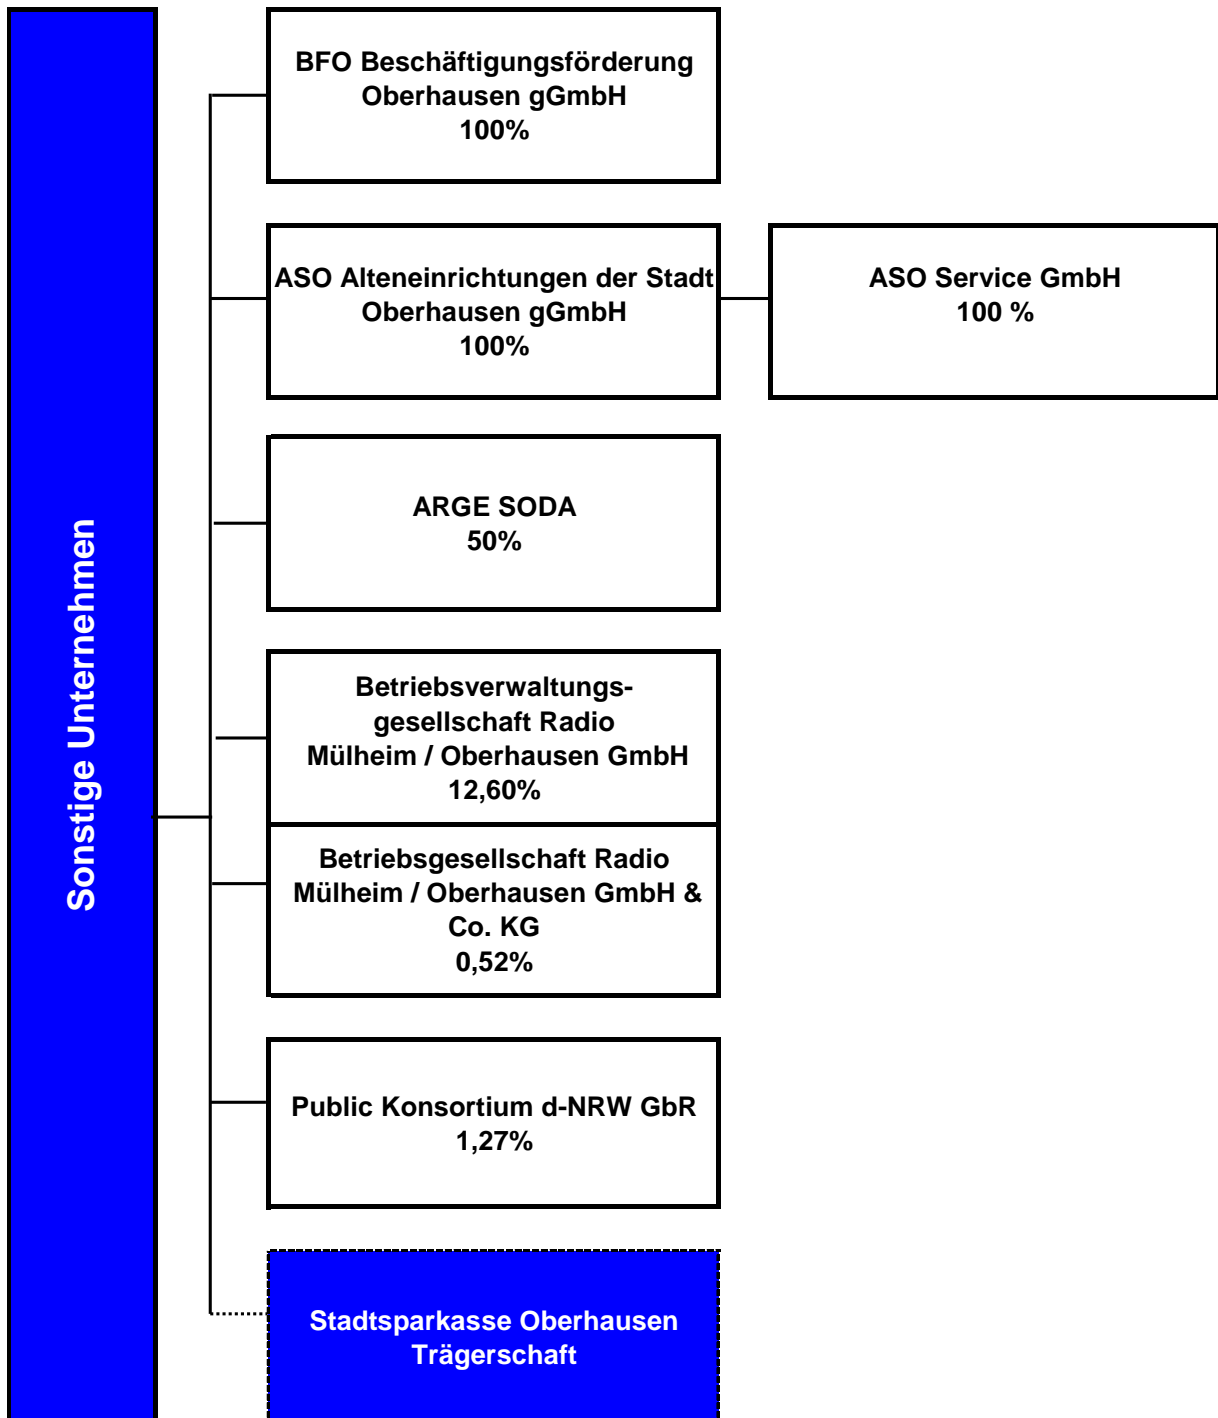 Sonstige Unternehmen
BFO Beschäftigungsförderung
Oberhausen gGmbH
100%
ASO Alteneinrichtungen der Stadt
Oberhausen gGmbH
100%
ASO Service GmbH
100 %
ARGE SODA
50%
Betriebsverwaltungs-
gesellschaft Radio
Mülheim / Oberhausen GmbH
12,60%
Betriebsgesellschaft Radio
Mülheim / Oberhausen GmbH &
Co. KG
0,52%
Public Konsortium d-NRW GbR
1,27%
Stadtsparkasse Oberhausen
Trägerschaft